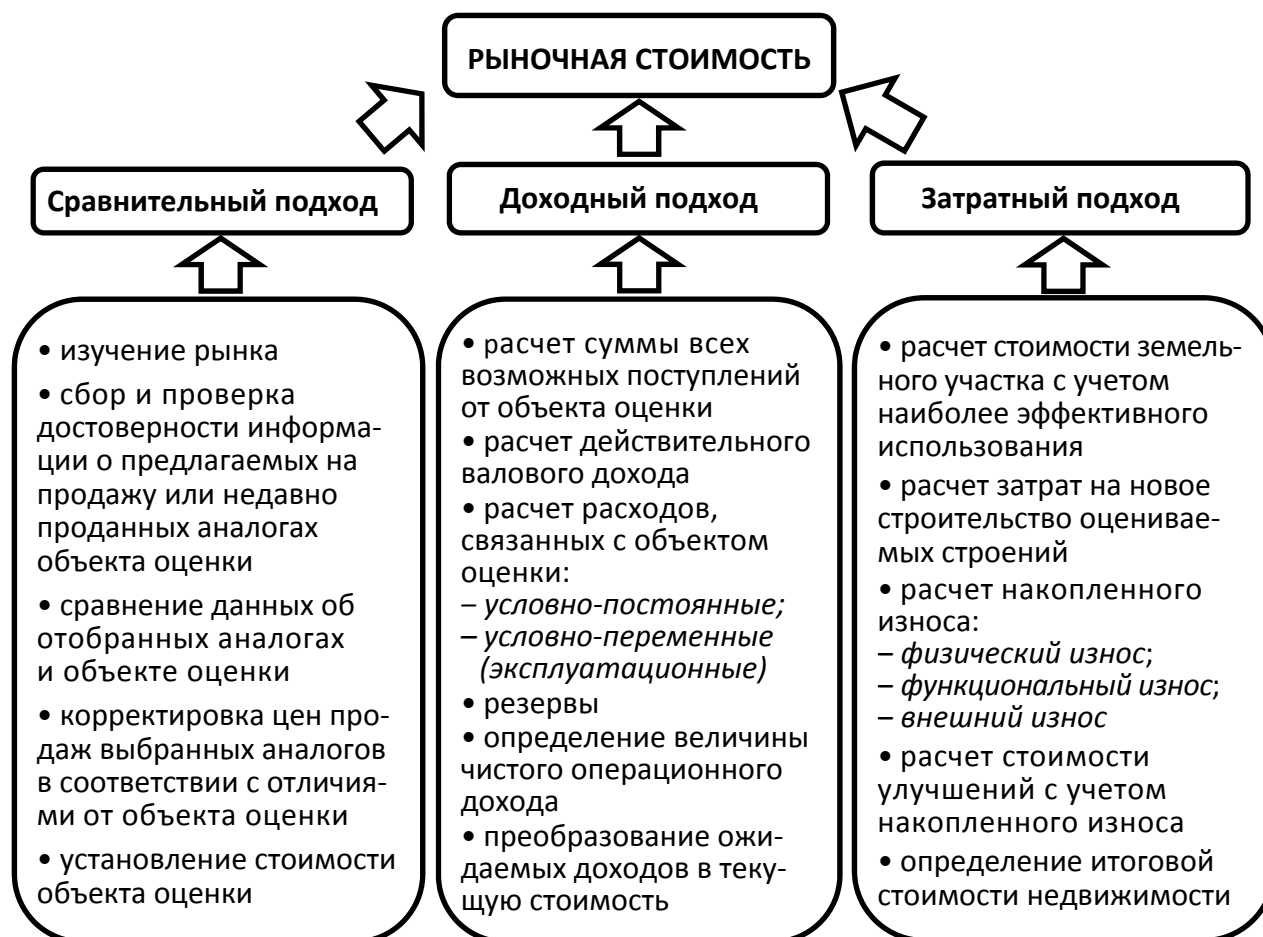 РЫНОЧНАЯ СТОИМОСТЬ
Сравнительный подход
Доходный подход
Затратный подход
• изучение рынка
• сбор и проверка
достоверности информа-
ции о предлагаемых на
продажу или недавно
проданных аналогах
объекта оценки
• сравнение данных об
отобранных аналогах
и объекте оценки
• корректировка цен про-
даж выбранных аналогов
в соответствии с отличия-
ми от объекта оценки
• установление стоимости
объекта оценки
• расчет суммы всех
возможных поступлений
от объекта оценки
• расчет действительного
валового дохода
• расчет расходов,
связанных с объектом
оценки:
– условно-постоянные;
– условно-переменные
(эксплуатационные)
• резервы
• определение величины
чистого операционного
дохода
• преобразование ожи-
даемых доходов в теку-
щую стоимость
• расчет стоимости земель-
ного участка с учетом
наиболее эффективного
использования
• расчет затрат на новое
строительство оценивае-
мых строений
• расчет накопленного
износа:
– физический износ;
– функциональный износ;
– внешний износ
• расчет стоимости
улучшений с учетом
накопленного износа
• определение итоговой
стоимости недвижимости